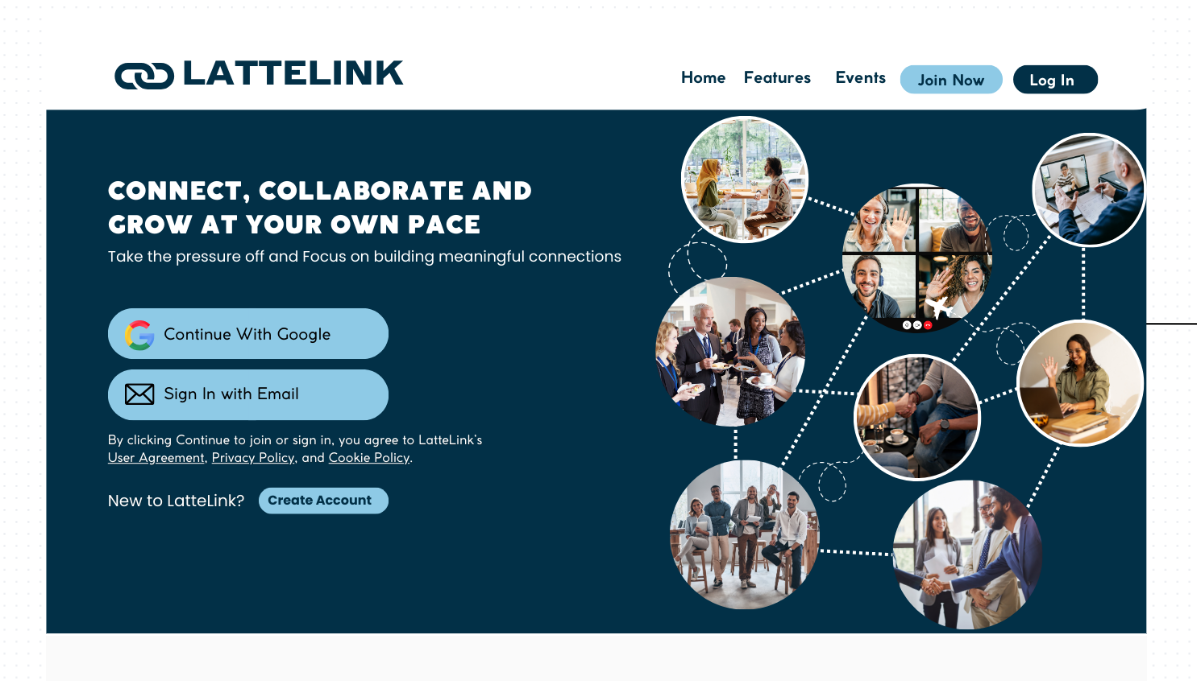 LATTELINK
Home Features Events Join Now Log In
CONNECT, COLLABORATE AND
GROW AT YOUR OWN PACE
Take the pressure off and Focus on building meaningful connections
Continue With Google
Sign In with Email
By clicking Continue to join or sign in, you agree to LatteLink's
User Agreement, Privacy Policy, and Cookie Policy.
New to LatteLink? Create Account